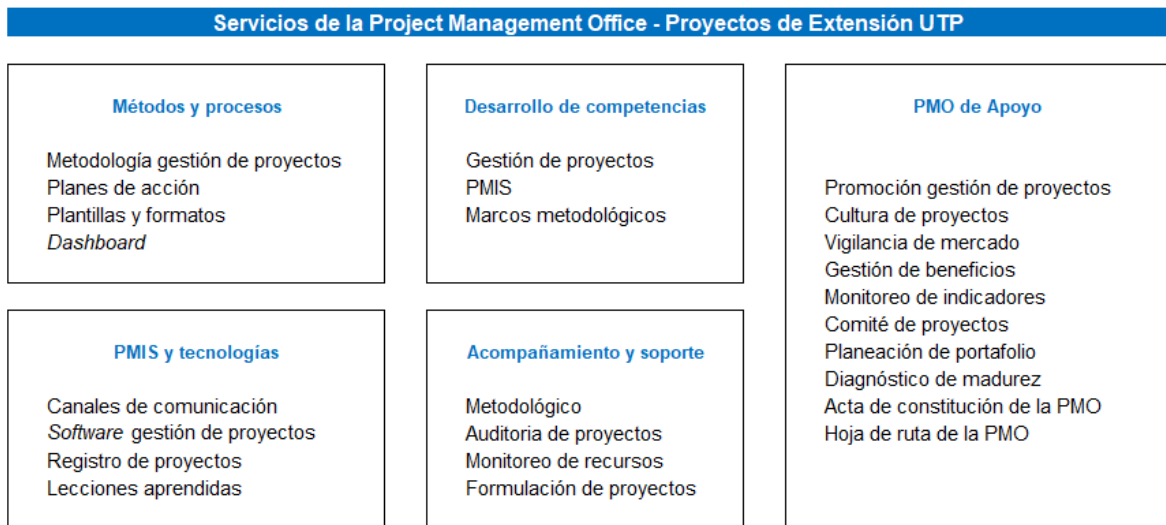 Servicios de la Project Management Office - Proyectos de Extensión UTP
Métodos y procesos
Metodología gestión de proyectos
Planes de acción
Plantillas y formatos
Dashboard
Desarrollo de competencias
Gestión de proyectos
PMIS
Marcos metodológicos
PMO de Apoyo
Promoción gestión de proyectos
Cultura de proyectos
Vigilancia de mercado
Gestión de beneficios
Monitoreo de indicadores
Comité de proyectos
Planeación de portafolio
Diagnóstico de madurez
Acta de constitución de la PMO
Hoja de ruta de la PMO
PMIS y tecnologías
Canales de comunicación
Software gestión de proyectos
Registro de proyectos
Lecciones aprendidas
Acompañamiento y soporte
Metodológico
Auditoria de proyectos
Monitoreo de recursos
Formulación de proyectos